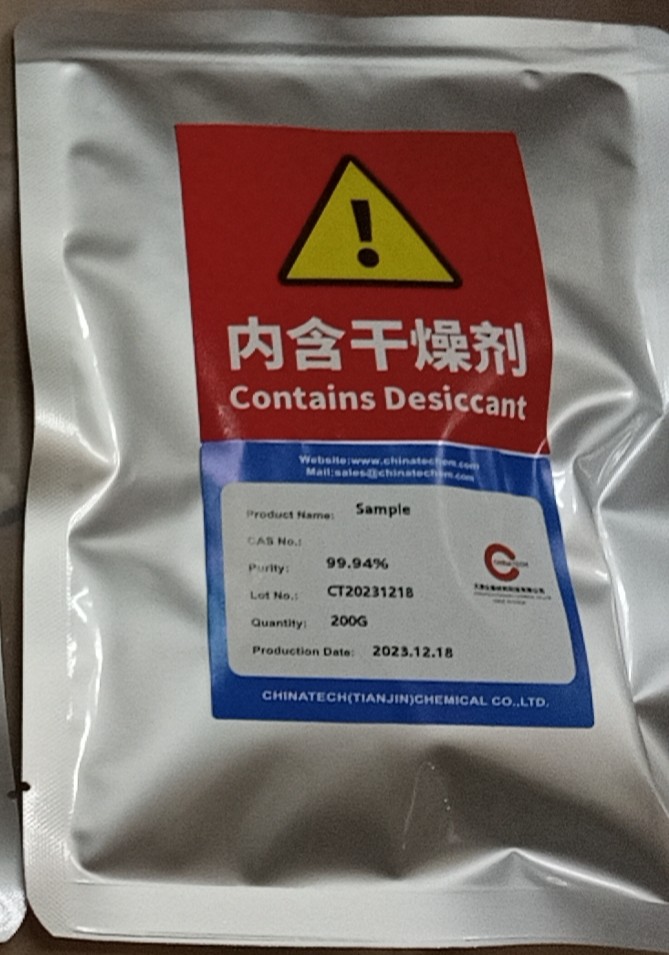 !
内含干燥剂
Contains Desiccant
Website:www.chinatechem.com
Mail:sales@chinatechem.com
Product Name: Sample
CAS No.:
Purity: 99.94%
Lot No.: CT20231218
Quantity: 200G
Production Date: 2023.12.18
CHINATECH(TIANJIN)CHEMICAL CO.,LTD.